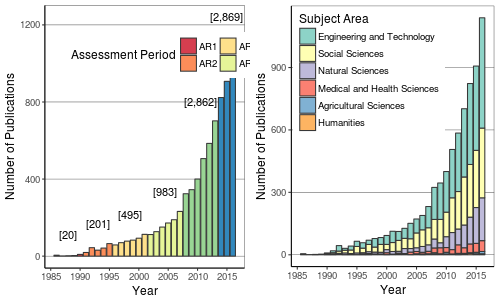 [2,869]
1200
Assessment Period
AR1
AF
AR2
AF
[2,862]
800
[983]
400
[495]
[201]
[20]
0
1985
1990
1995
2000
2005
2010
2015
Year
Number of Publications
Subject Area
Engineering and Technology
Social Sciences
Natural Sciences
Medical and Health Sciences
Agricultural Sciences
Humanities
900
600
300
0
1985
1990
1995
2000
2005
2010
2015
Year
Number of Publications